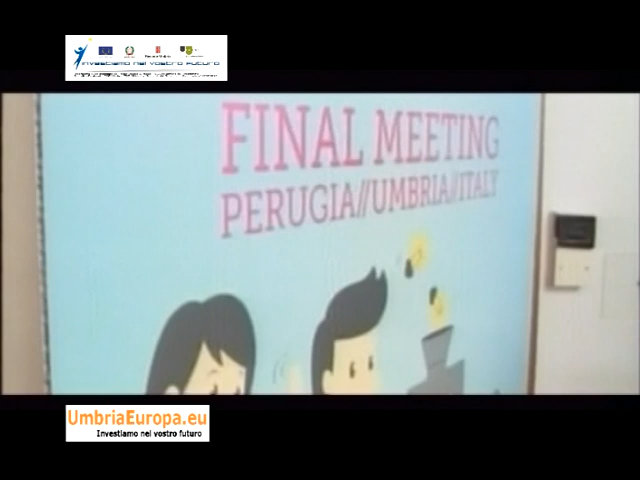 investiamo nel vostro futuro
FINAL MEETING
PERUGIA//UMBRIA//ITALY
UmbriaEuropa.eu
Investiamo nel vostro futuro